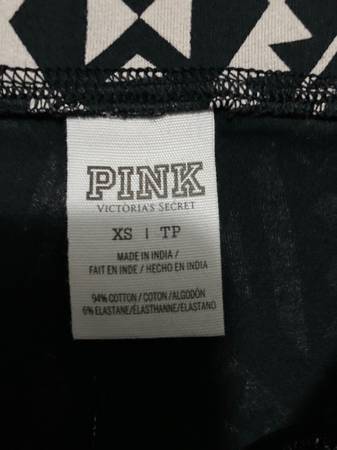 PINK
VICTORIA'S SECRET
XS | TP
MADE IN INDIA /
FAIT EN INDE / HECHO EN INDIA
94% COTTON / COTON / ALGODÓN
6% ELASTANE/ÉLASTHANNE/ELASTANO